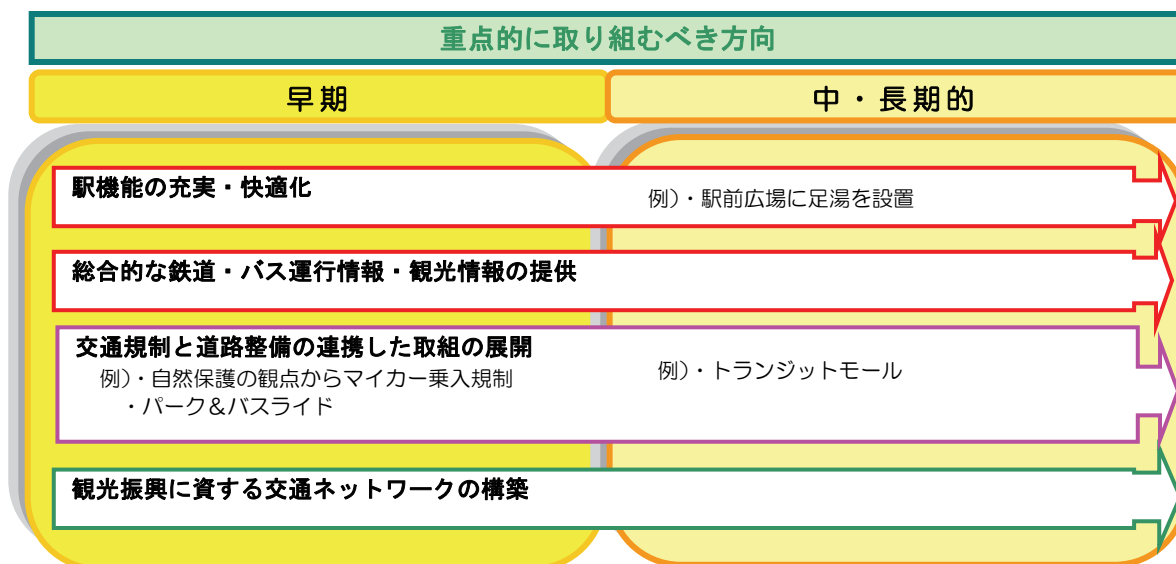 重点的に取り組むべき方向
早期
中・長期的
駅機能の充実・快適化
例）・駅前広場に足湯を設置
総合的な鉄道・バス運行情報・観光情報の提供
交通規制と道路整備の連携した取組の展開
例）・自然保護の観点からマイカー乗入規制
・パーク＆バスライド
例）・トランジットモール
観光振興に資する交通ネットワークの構築